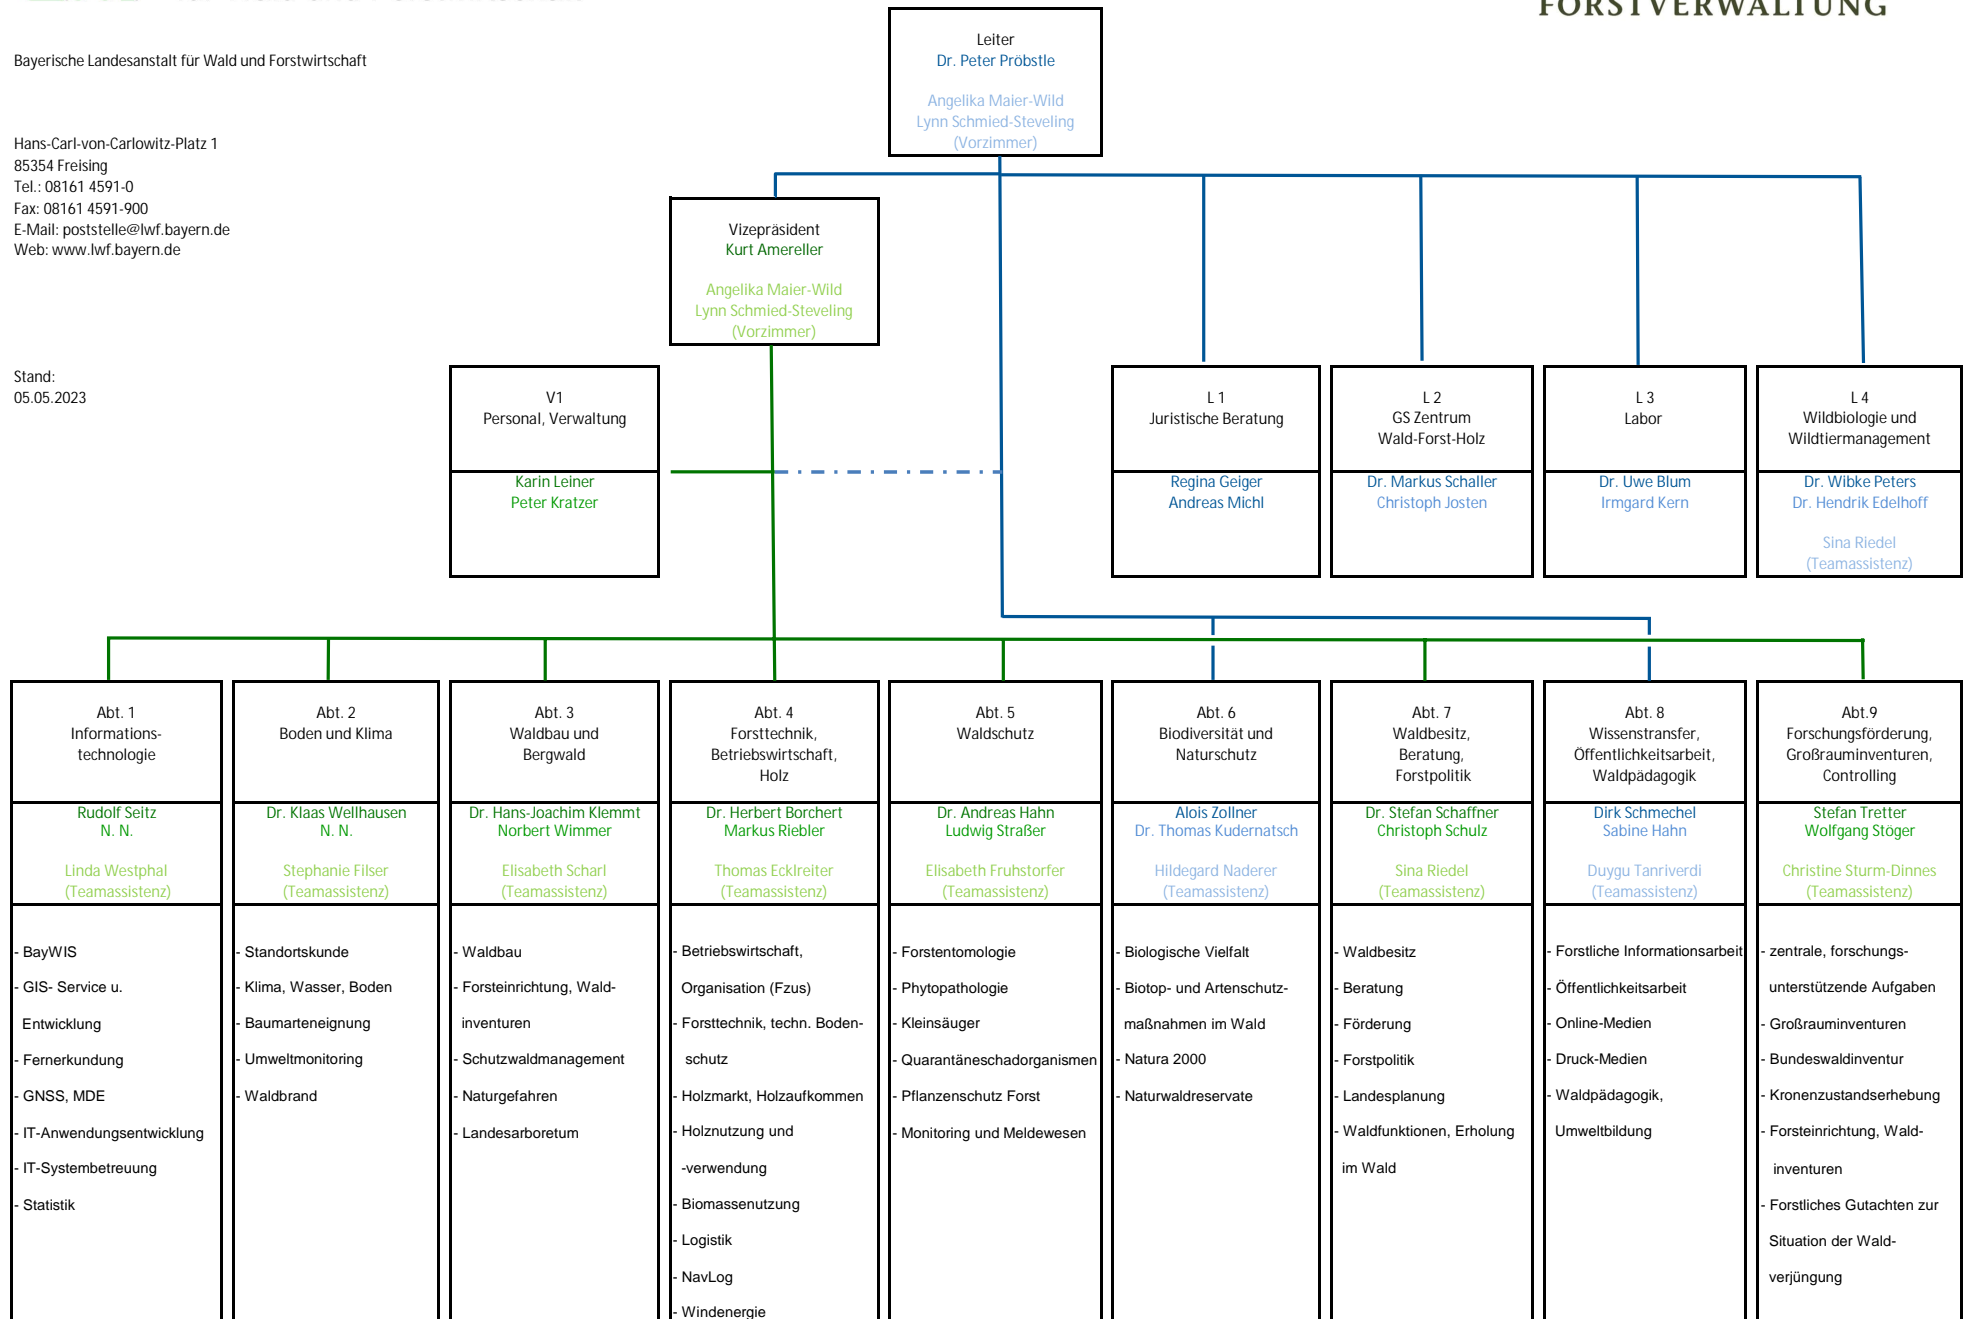 FORSTVERWALTUNG
Bayerische Landesanstalt für Wald und Forstwirtschaft
Hans-Carl-von-Carlowitz-Platz 1
85354 Freising
Tel.: 08161 4591-0
Fax: 08161 4591-900
E-Mail: poststelle@lwf.bayern.de
Web: www.lwf.bayern.de
Stand:
05.05.2023
Leiter
Dr. Peter Pröbstle
Angelika Maier-Wild
Lynn Schmied-Steveling
(Vorzimmer)
Vizepräsident
Kurt Amereller
Angelika Maier-Wild
Lynn Schmied-Steveling
(Vorzimmer)
V1
Personal, Verwaltung
Karin Leiner
Peter Kratzer
L 1
Juristische Beratung
Regina Geiger
Andreas Michl
L 2
GS Zentrum
Wald-Forst-Holz
Dr. Markus Schaller
Christoph Josten
L 3
Labor
Dr. Uwe Blum
Irmgard Kern
L 4
Wildbiologie und
Wildtiermanagement
Dr. Wibke Peters
Dr. Hendrik Edelhoff
Sina Riedel
(Teamassistenz)
Abt. 1
Informations-
technologie
Rudolf Seitz
N. N.
Linda Westphal
(Teamassistenz)
- BayWIS
- GIS- Service u.
Entwicklung
- Fernerkundung
- GNSS, MDE
- IT-Anwendungsentwicklung
- IT-Systembetreuung
- Statistik
Abt. 2
Boden und Klima
Dr. Klaas Wellhausen
N. N.
Stephanie Filser
(Teamassistenz)
- Standortskunde
- Klima, Wasser, Boden
- Baumarteneignung
- Umweltmonitoring
- Waldbrand
Abt. 3
Waldbau und
Bergwald
Dr. Hans-Joachim Klemmt
Norbert Wimmer
Elisabeth Scharl
(Teamassistenz)
- Waldbau
- Forsteinrichtung, Wald-
inventuren
- Schutzwaldmanagement
- Naturgefahren
- Landesarboretum
Abt. 4
Forsttechnik,
Betriebswirtschaft,
Holz
Dr. Herbert Borchert
Markus Riebler
Thomas Ecklreiter
(Teamassistenz)
- Betriebswirtschaft,
Organisation (Fzus)
- Forsttechnik, techn. Boden-
schutz
- Holzmarkt, Holzaufkommen
- Holznutzung und
-verwendung
- Biomassenutzung
- Logistik
- NavLog
- Windenergie
Abt. 5
Waldschutz
Dr. Andreas Hahn
Ludwig Straßer
Elisabeth Fruhstorfer
(Teamassistenz)
- Forstentomologie
- Phytopathologie
- Kleinsäuger
- Quarantäneschadorganismen
- Pflanzenschutz Forst
- Monitoring und Meldewesen
Abt. 6
Biodiversität und
Naturschutz
Alois Zollner
Dr. Thomas Kudernatsch
Hildegard Naderer
(Teamassistenz)
- Biologische Vielfalt
- Biotop- und Artenschutz-
maßnahmen im Wald
- Natura 2000
- Naturwaldreservate
Abt. 7
Waldbesitz,
Beratung,
Forstpolitik
Dr. Stefan Schaffner
Christoph Schulz
Sina Riedel
(Teamassistenz)
- Waldbesitz
- Beratung
- Förderung
- Forstpolitik
- Landesplanung
- Waldfunktionen, Erholung
im Wald
Abt. 8
Wissenstransfer,
Öffentlichkeitsarbeit,
Waldpädagogik
Dirk Schmechel
Sabine Hahn
Duygu Tanriverdi
(Teamassistenz)
- Forstliche Informationsarbeit
- Öffentlichkeitsarbeit
- Online-Medien
- Druck-Medien
- Waldpädagogik,
Umweltbildung
Abt.9
Forschungsförderung,
Großrauminventuren,
Controlling
Stefan Tretter
Wolfgang Stöger
Christine Sturm-Dinnes
(Teamassistenz)
- zentrale, forschungs-
unterstützende Aufgaben
- Großrauminventuren
- Bundeswaldinventur
- Kronenzustandserhebung
- Forsteinrichtung, Wald-
inventuren
- Forstliches Gutachten zur
Situation der Wald-
verjüngung